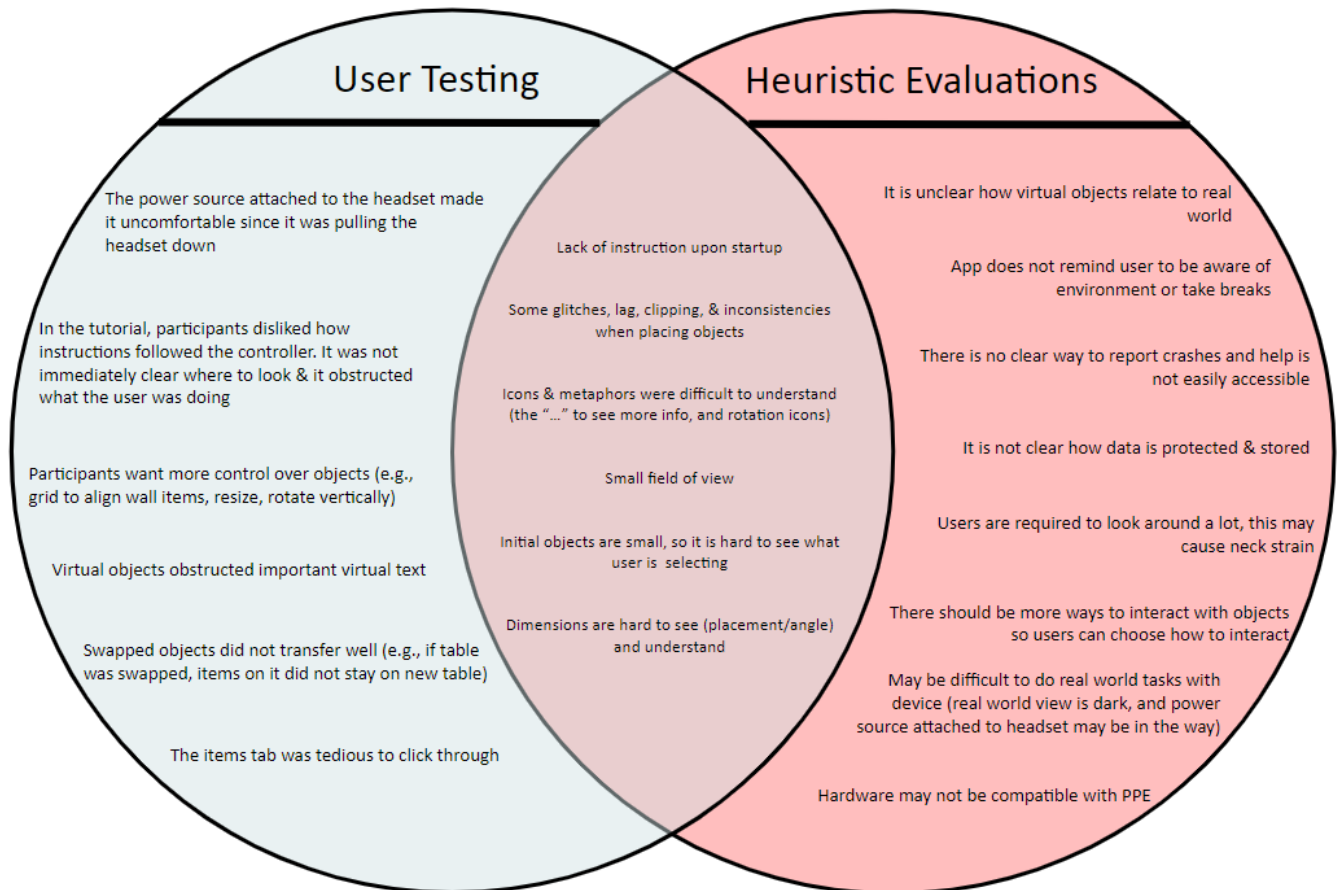 User Testing
The power source attached to the headset made
it uncomfortable since it was pulling the
headset down
In the tutorial, participants disliked how
instructions followed the controller. It was not
immediately clear where to look & it obstructed
what the user was doing
Participants want more control over objects (e.g.,
grid to align wall items, resize, rotate vertically)
Virtual objects obstructed important virtual text
Swapped objects did not transfer well (e.g., if table
was swapped, items on it did not stay on new table)
The items tab was tedious to click through
Lack of instruction upon startup
Some glitches, lag, clipping, & inconsistencies
when placing objects
Icons & metaphors were difficult to understand
(the “…” to see more info, and rotation icons)
Small field of view
Initial objects are small, so it is hard to see what
user is selecting
Dimensions are hard to see (placement/angle)
and understand
Heuristic Evaluations
It is unclear how virtual objects relate to real
world
App does not remind user to be aware of
environment or take breaks
There is no clear way to report crashes and help is
not easily accessible
It is not clear how data is protected & stored
Users are required to look around a lot, this may
cause neck strain
There should be more ways to interact with objects
so users can choose how to interact
May be difficult to do real world tasks with
device (real world view is dark, and power
source attached to headset may be in the way)
Hardware may not be compatible with PPE